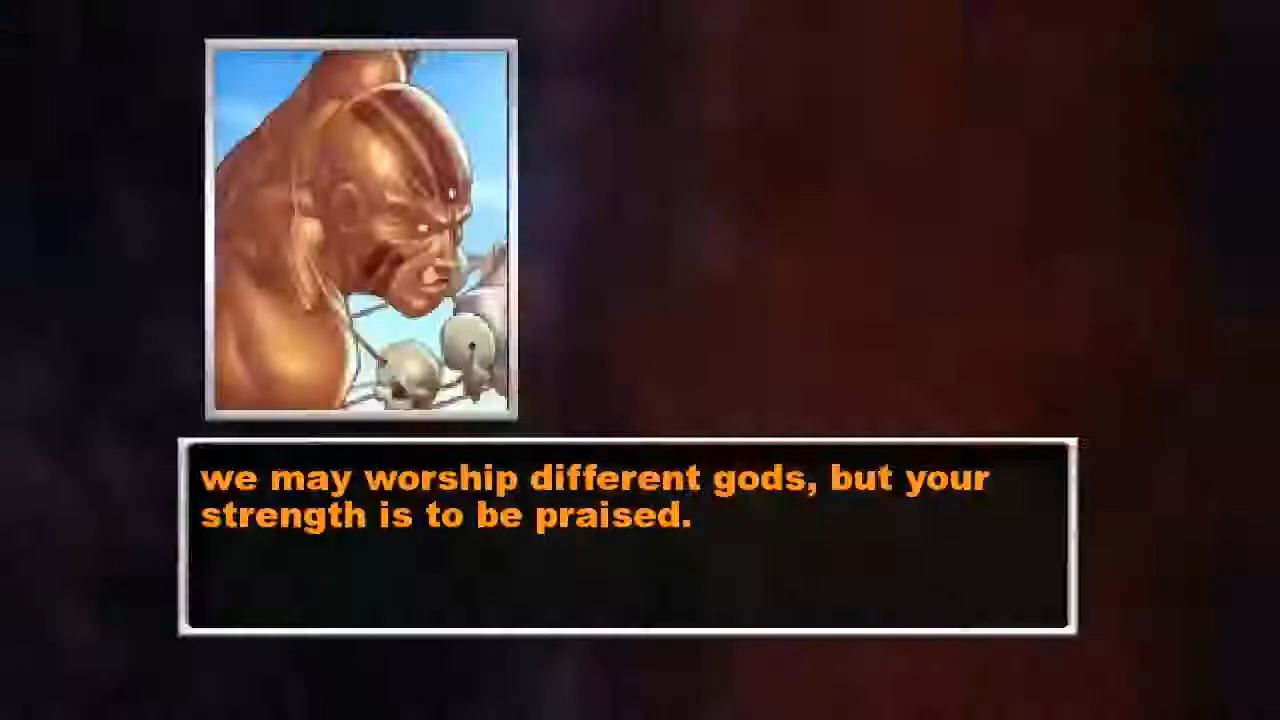 we may worship different gods, but your
strength is to be praised.